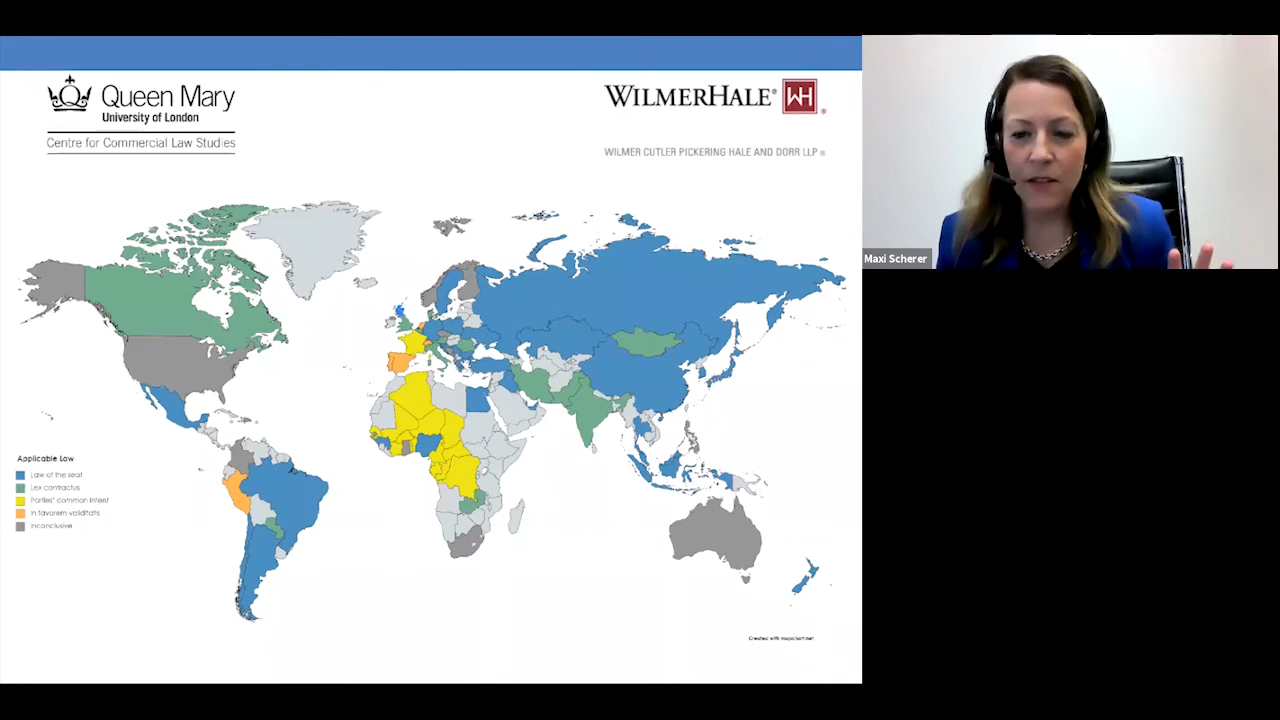 Queen Mary
University of London
Centre for Commercial Law Studies
WILMERHALE® WH ®
WILMER CUTLER PICKERING HALE AND DORR LLP ®
Maxi Scherer
Applicable Law
Law of the seat
Lex contractus
Parties' common intent
In favorem validitatis
Inconclusive
Created with mapchart.net